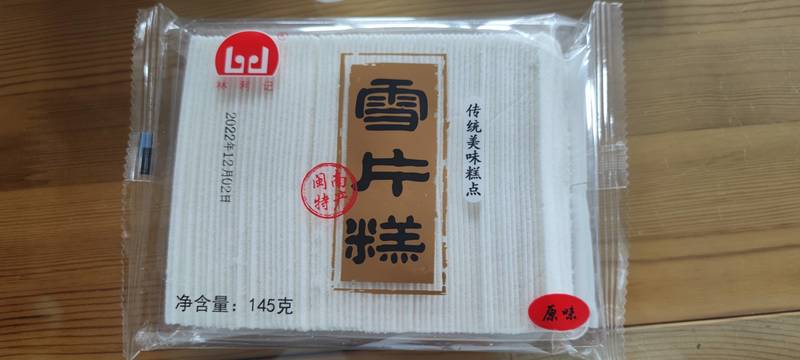 林利记
2022年12月02日
雪片糕
闽南
特产
传统美味糕点
净含量：145克
原味